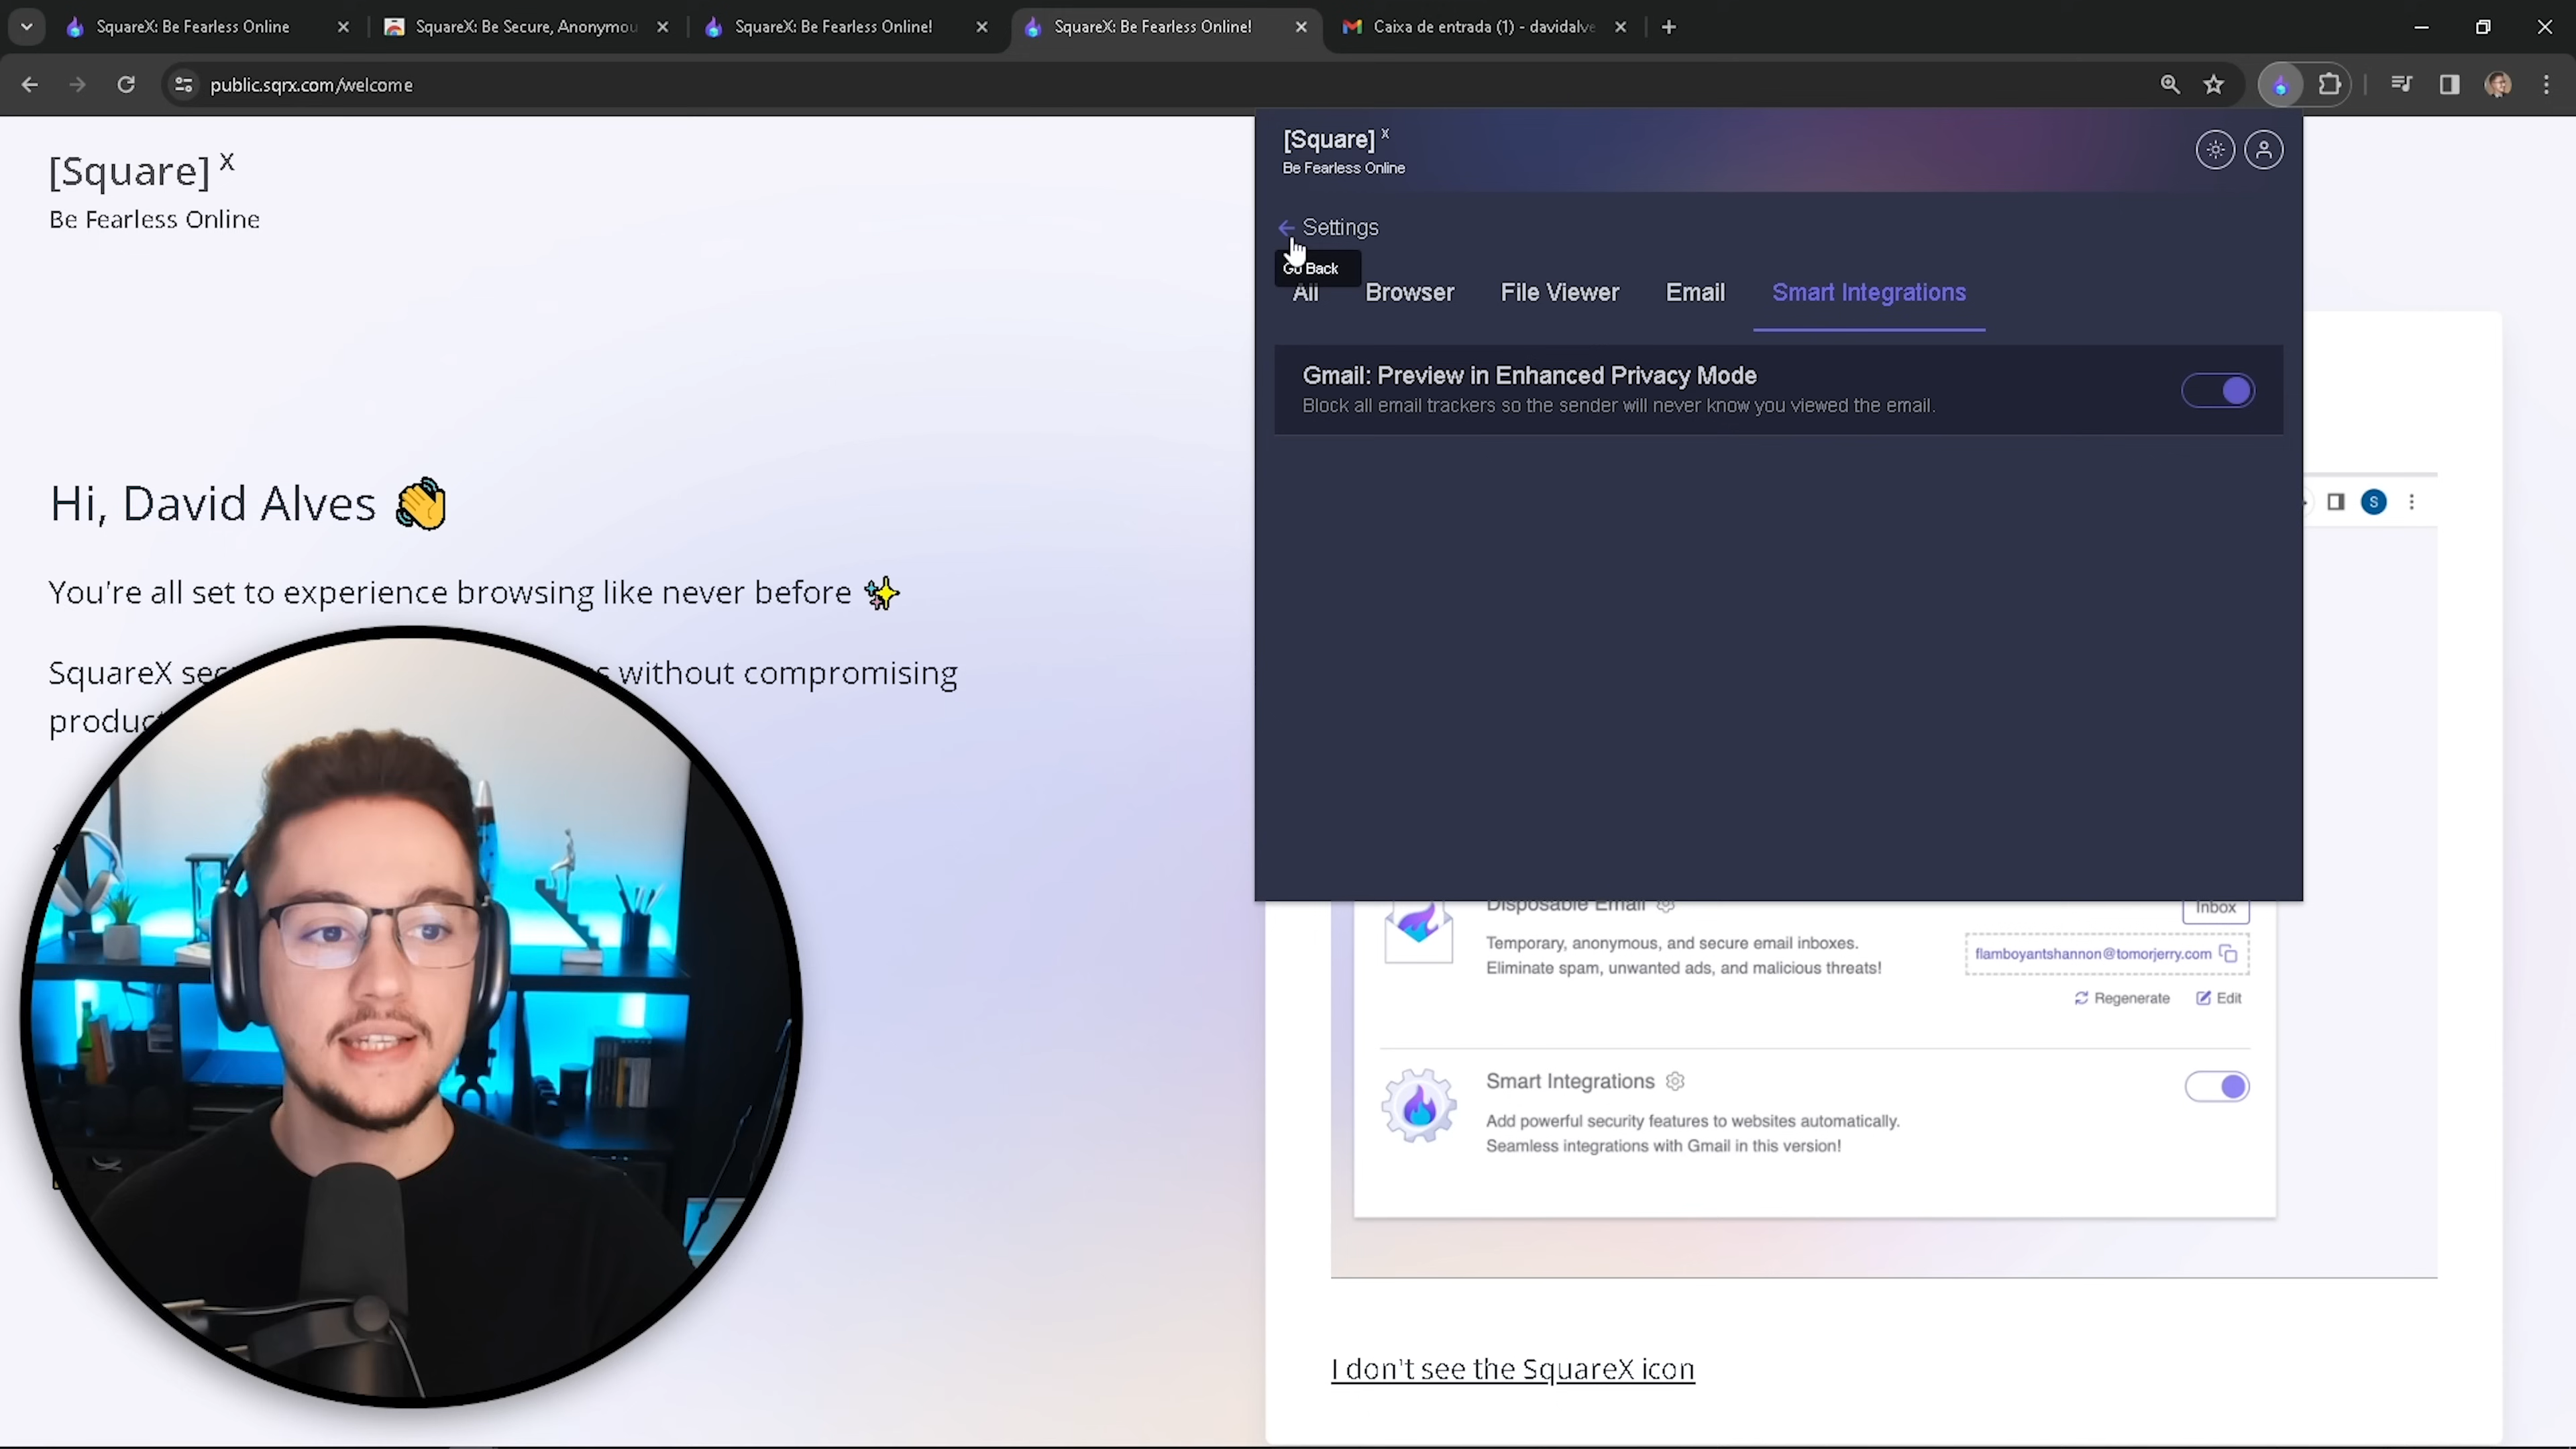 SquareX: Be Fearless Online
SquareX: Be Secure, Anonymou
SquareX: Be Fearless Online!
SquareX: Be Fearless Online!
Caixa de entrada (1) - davidalve
public.sqrx.com/welcome
[Square] X
Be Fearless Online
Hi, David Alves 👋
You're all set to experience browsing like never before ✨
SquareX sec
without compromising
product
[Square] X
Be Fearless Online
Settings
Go Back
All Browser File Viewer Email Smart Integrations
Gmail: Preview in Enhanced Privacy Mode
Block all email trackers so the sender will never know you viewed the email.
S
Disposable Email
Inbox
Temporary, anonymous, and secure email inboxes.
Eliminate spam, unwanted ads, and malicious threats!
flamboyantshannon@tomorjerry.com
Regenerate Edit
Smart Integrations
Add powerful security features to websites automatically.
Seamless integrations with Gmail in this version!
I don't see the SquareX icon